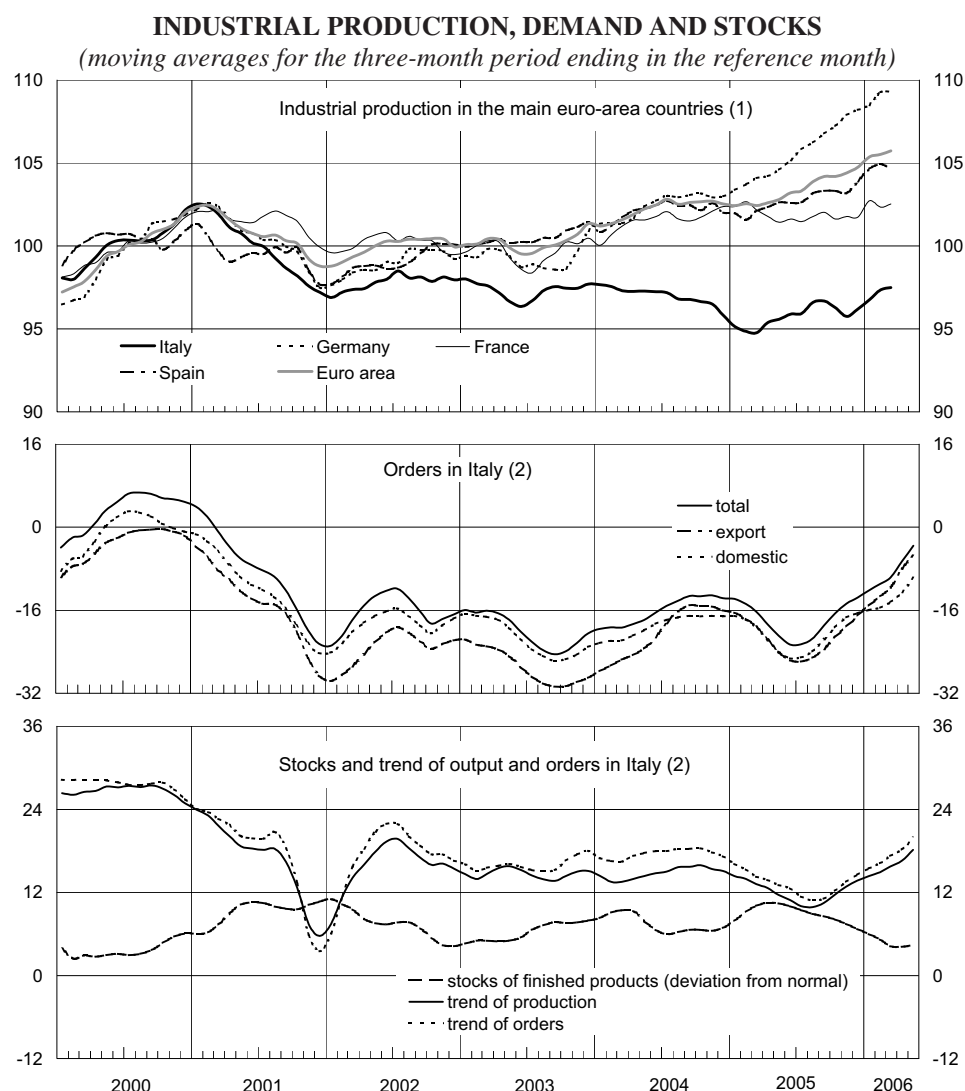 INDUSTRIAL PRODUCTION, DEMAND AND STOCKS
(moving averages for the three-month period ending in the reference month)
110 110
Industrial production in the main euro-area countries (1)
105 105
100 100
95 95
Italy Germany France
Spain Euro area
90 90
16 16
Orders in Italy (2)
total
0 0
export
domestic
-16 -16
-32 -32
36 36
Stocks and trend of output and orders in Italy (2)
24 24
12 12
0 0
stocks of finished products (deviation from normal)
trend of production
trend of orders
-12 -12
2000 2001 2002 2003 2004 2005 2006